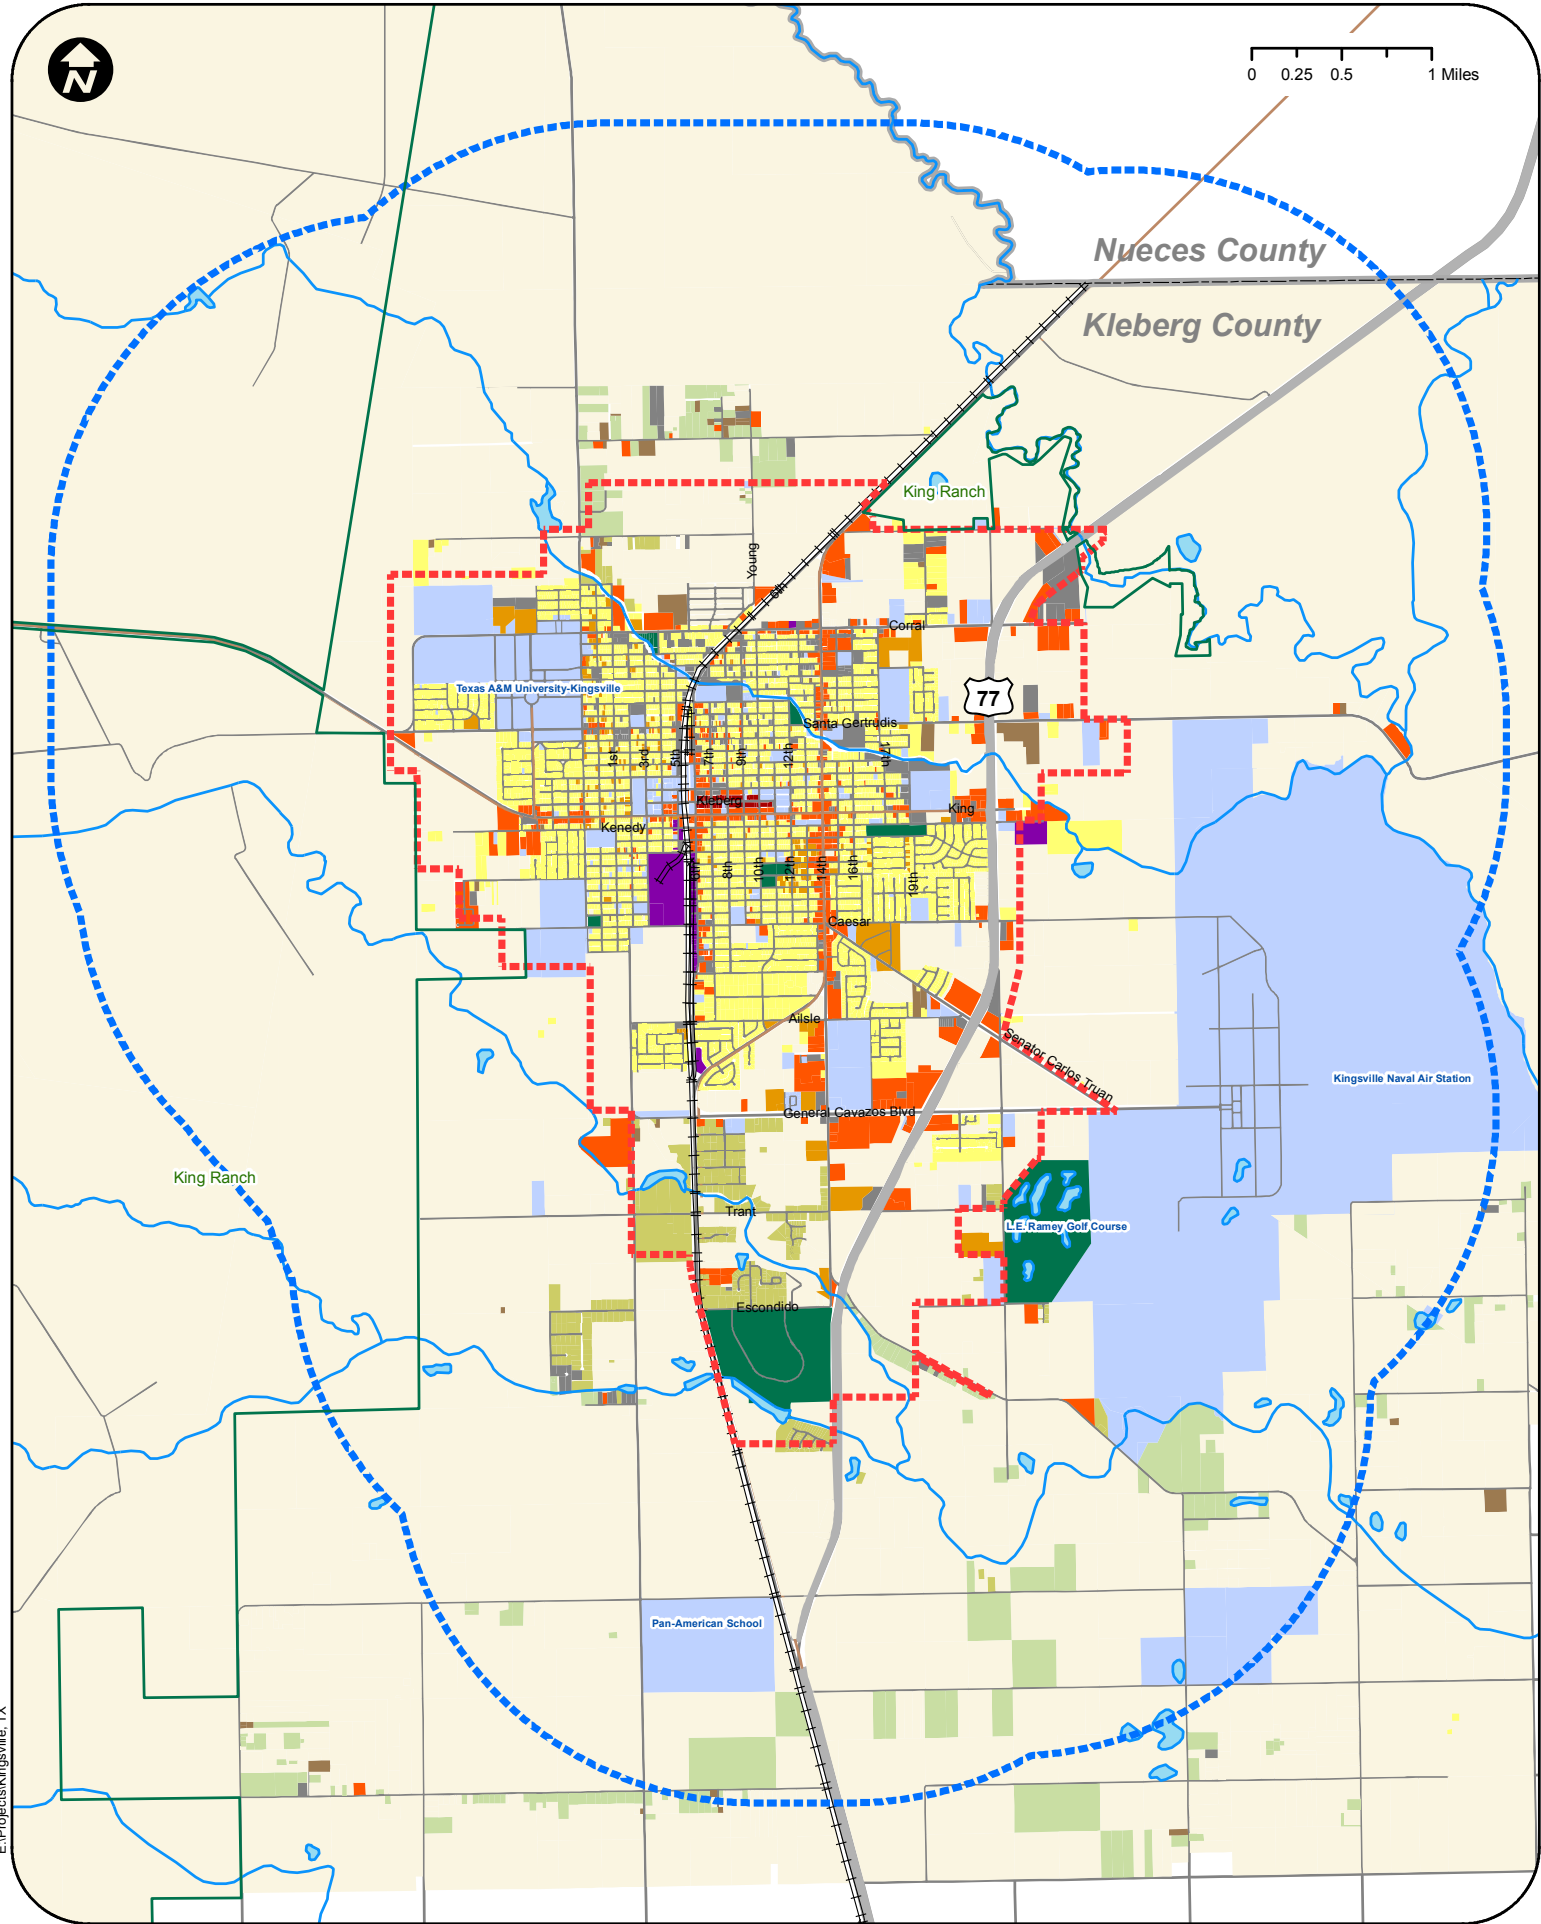 N
0 0.25 0.5 1 Miles
Nueces County
Kleberg County
King Ranch
Young
6th
Corral
Texas A&M University-Kingsville
77
Santa Gertrudis
1st
3rd
5th
7th
9th
12th
17th
Kleberg
King
Kenedy
6th
8th
10th
12th
14th
16th
19th
Caesar
Ailsle
Senator Carlos Truan
Kingsville Naval Air Station
General Cavazos Blvd
King Ranch
Trant
L.E. Ramey Golf Course
Escondido
Pan-American School
E:\Projects\Kingsville, TX